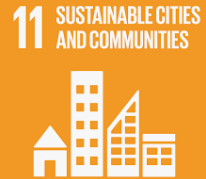 11 SUSTAINABLE CITIES
AND COMMUNITIES